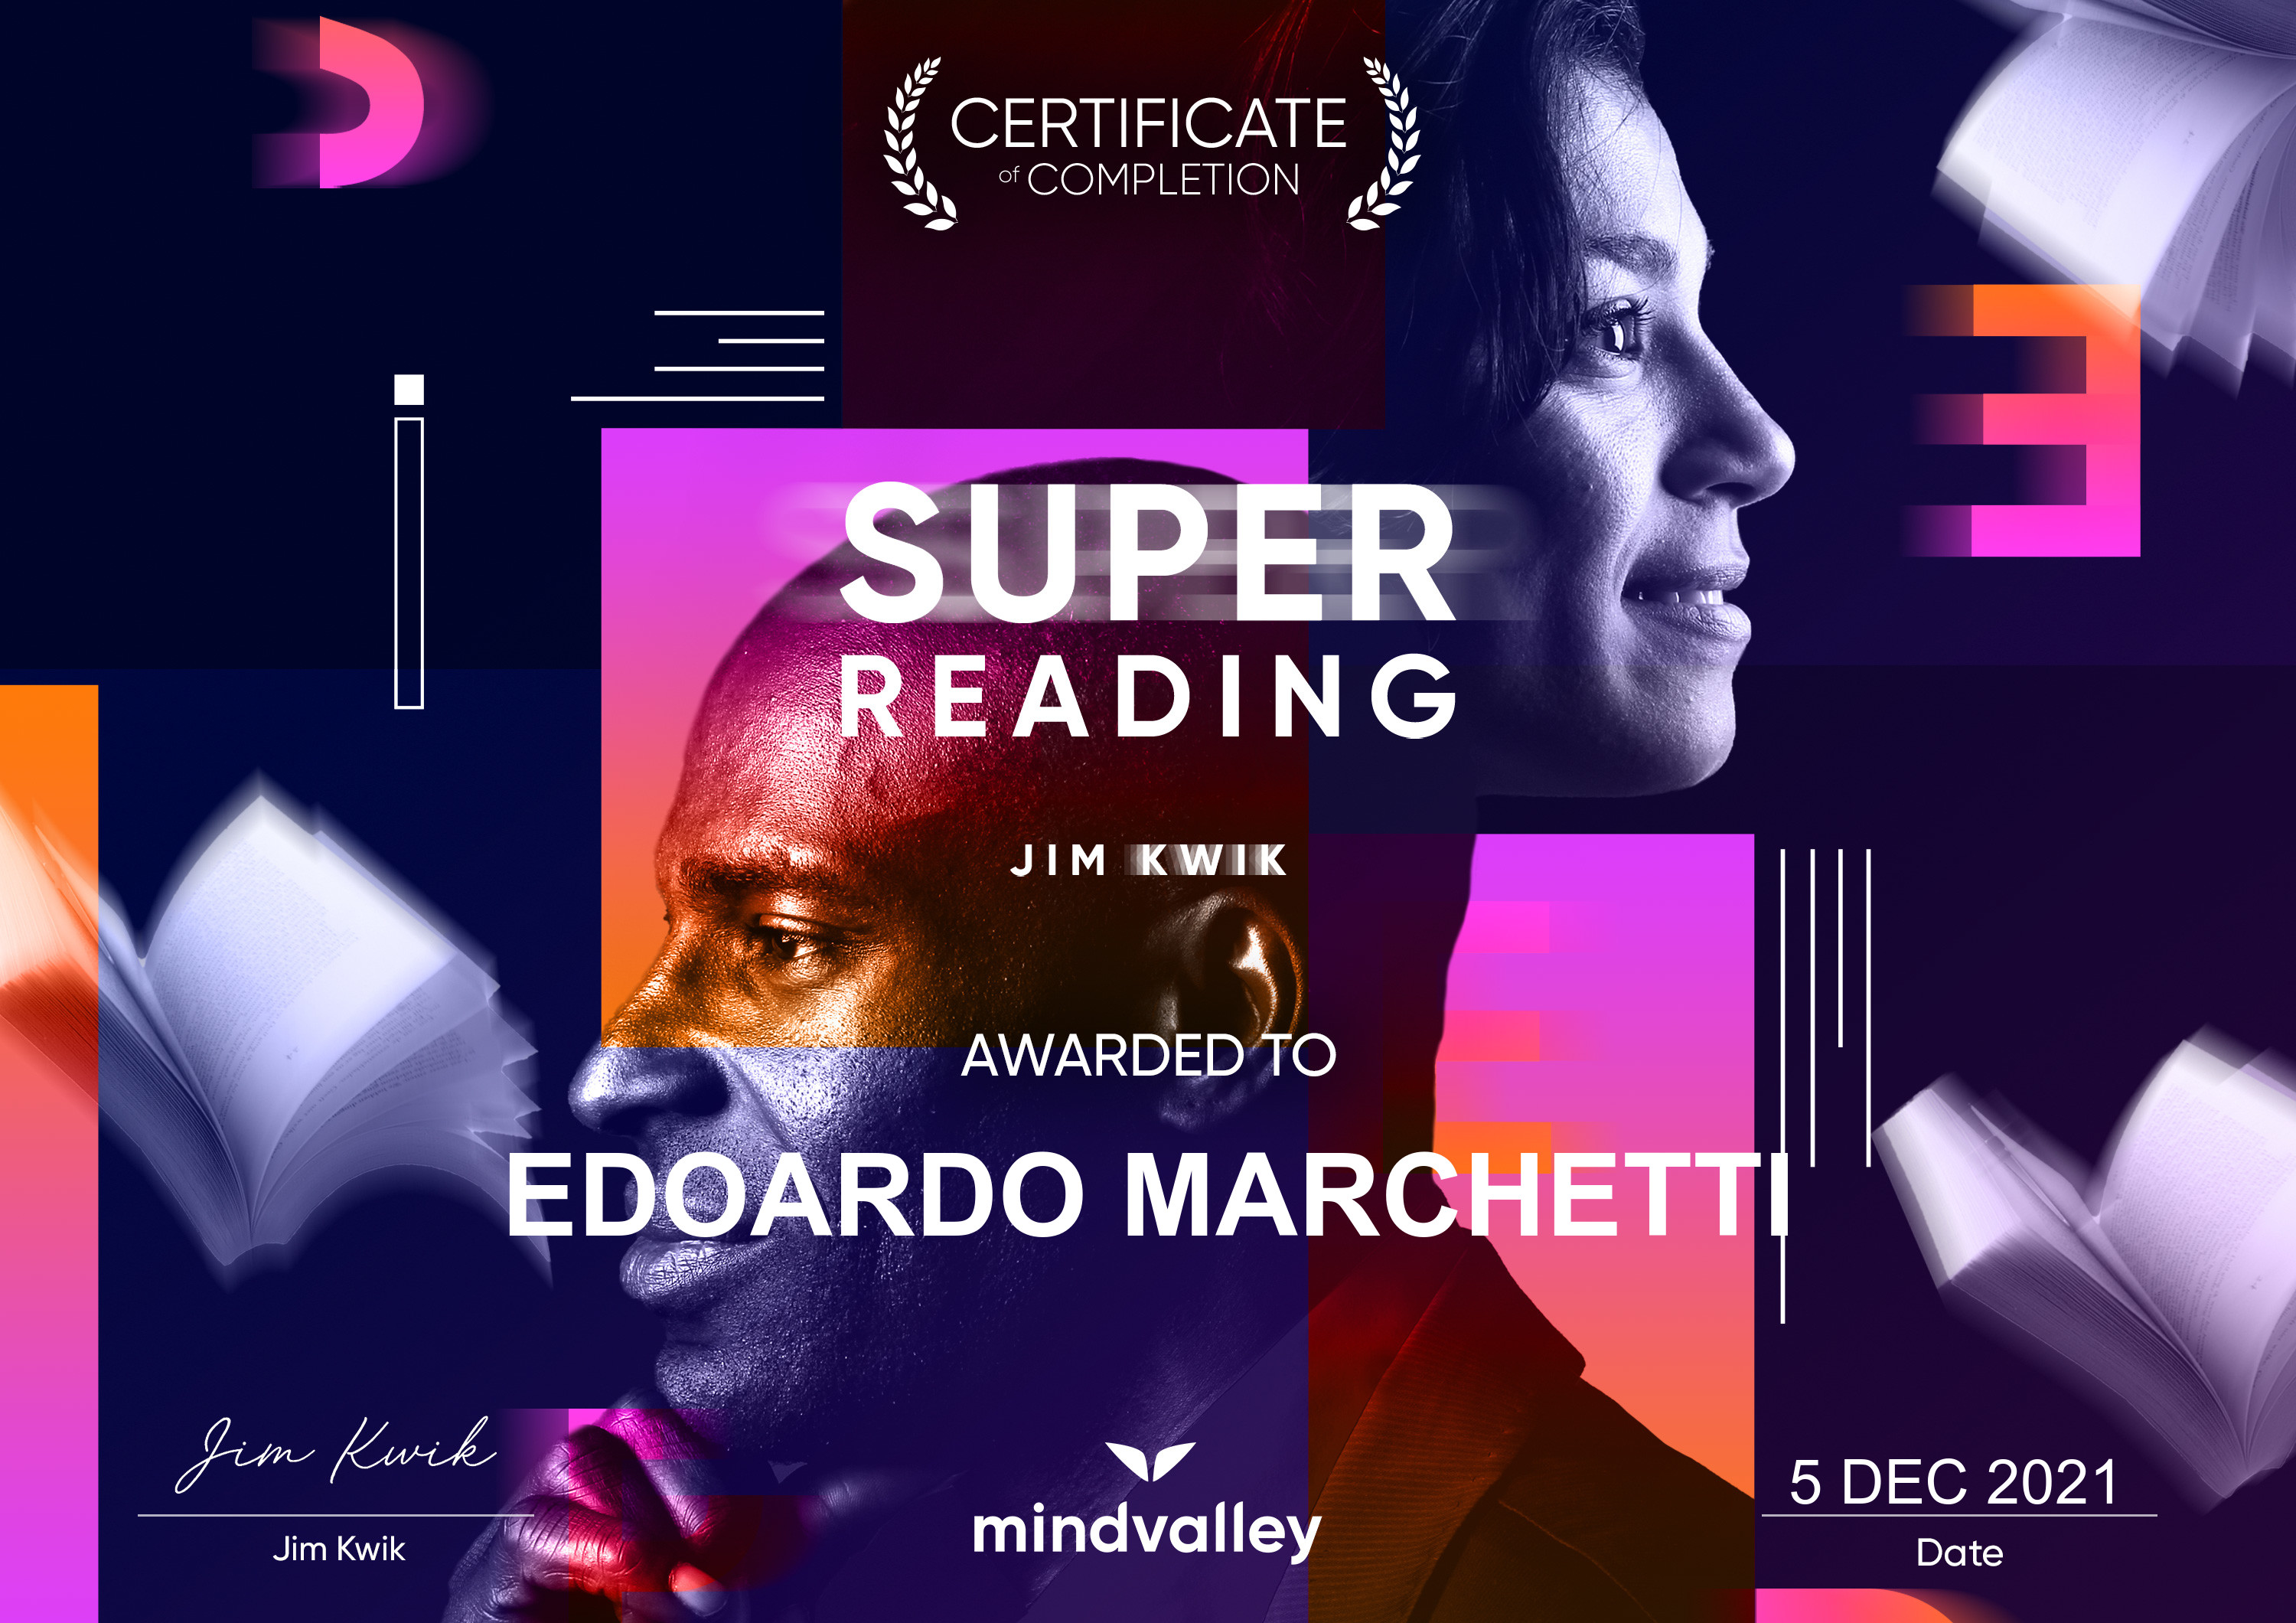 CERTIFICATE
of COMPLETION
SUPER
READING
JIM KWIK
AWARDED TO
EDOARDO MARCHETTI
Jim Kwik
Jim Kwik
mindvalley
5 DEC 2021
Date